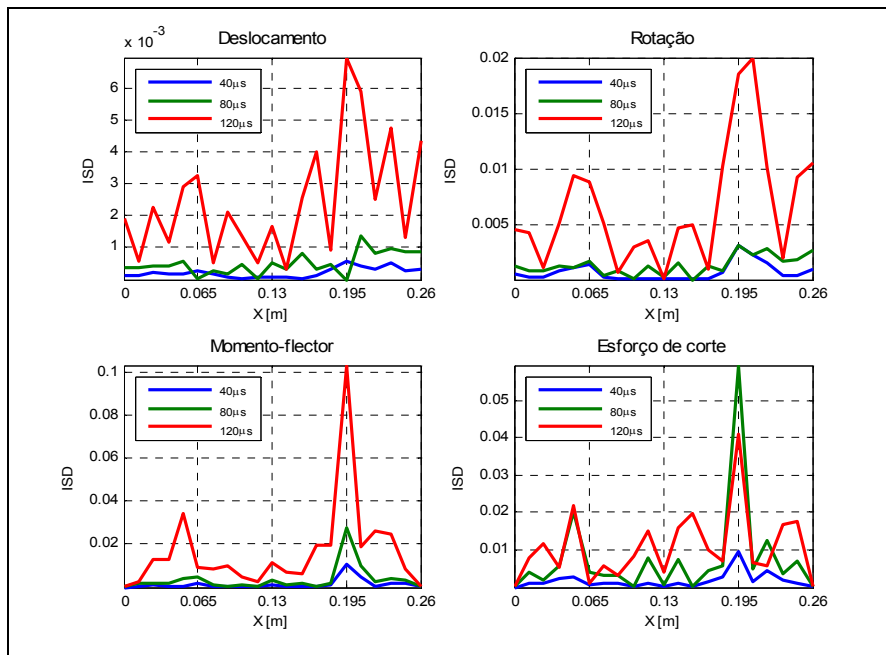 x 10⁻³
Deslocamento
40μs
80μs
120μs
ISD
6
5
4
3
2
1
0
0.065
0.13
0.195
0.26
X [m]
Rotação
40μs
80μs
120μs
ISD
0.02
0.015
0.01
0.005
0
0.065
0.13
0.195
0.26
X [m]
Momento-flector
40μs
80μs
120μs
ISD
0.1
0.08
0.06
0.04
0.02
0
0.065
0.13
0.195
0.26
X [m]
Esforço de corte
40μs
80μs
120μs
ISD
0.05
0.04
0.03
0.02
0.01
0
0.065
0.13
0.195
0.26
X [m]